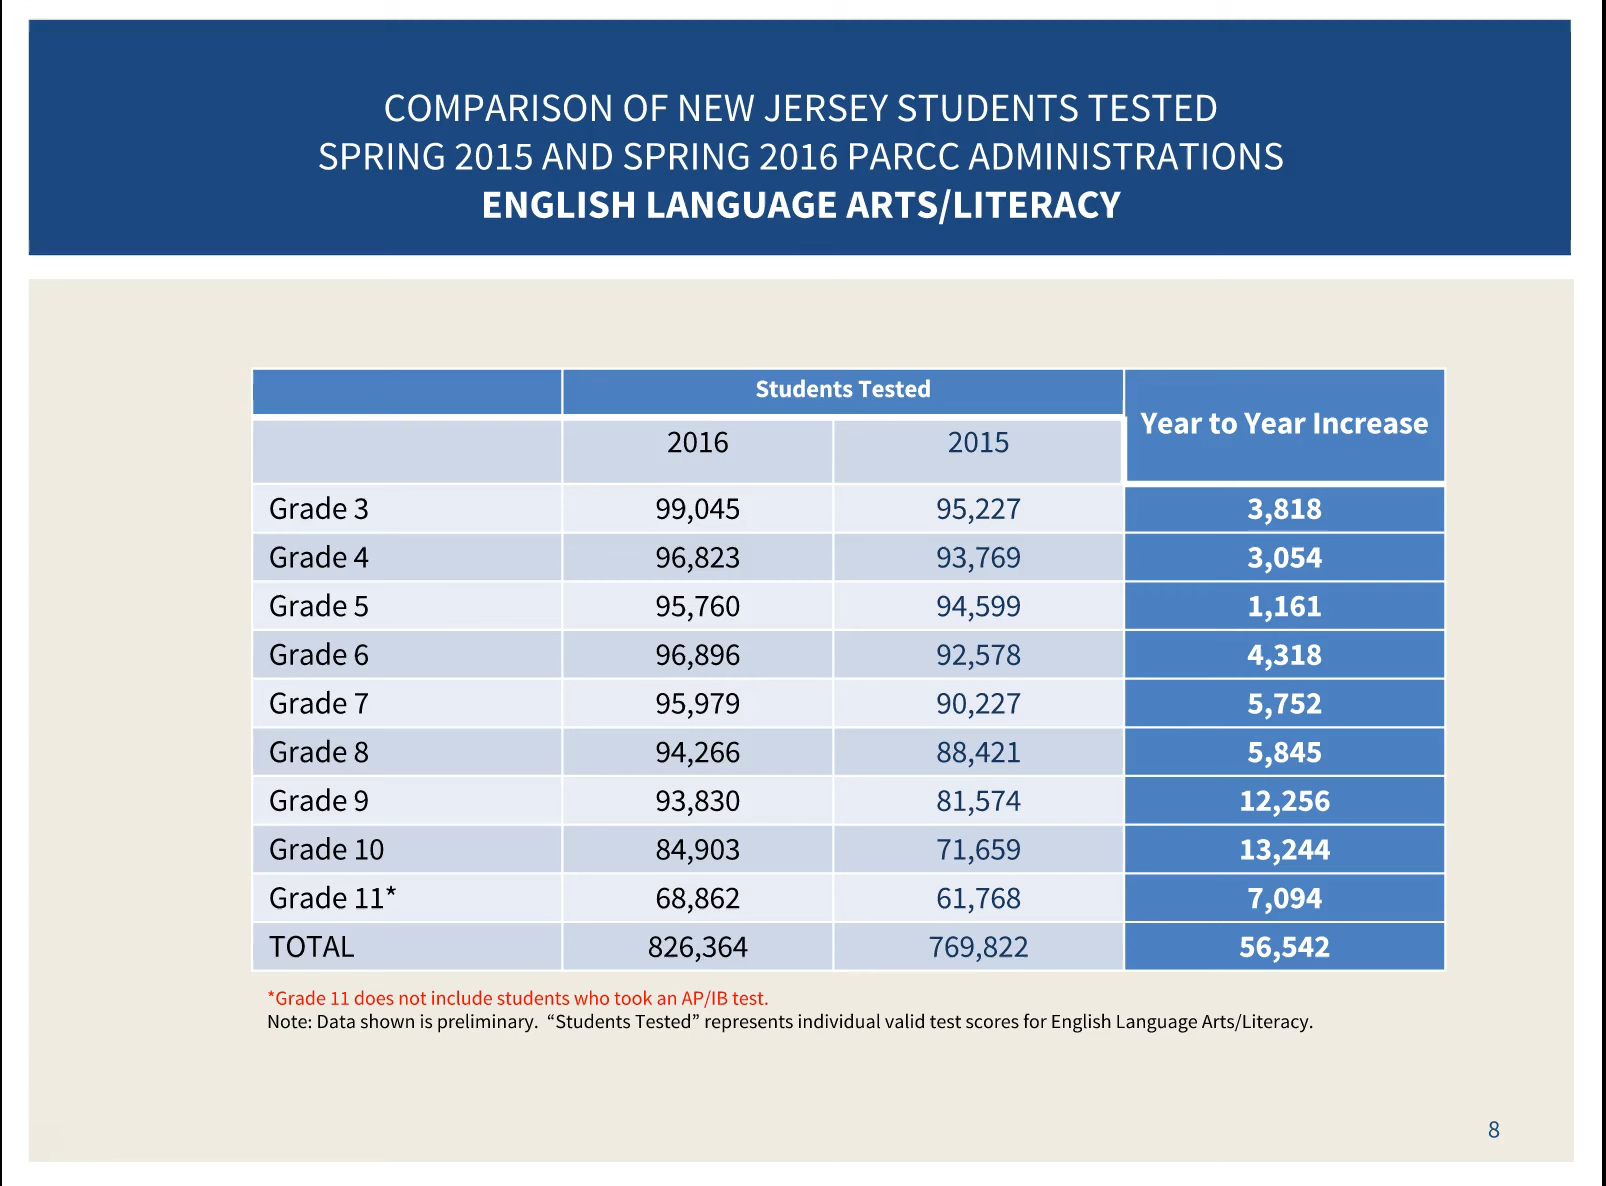 COMPARISON OF NEW JERSEY STUDENTS TESTED
SPRING 2015 AND SPRING 2016 PARCC ADMINISTRATIONS
ENGLISH LANGUAGE ARTS/LITERACY
Students Tested Year to Year Increase
2016 2015
Grade 3 99,045 95,227 3,818
Grade 4 96,823 93,769 3,054
Grade 5 95,760 94,599 1,161
Grade 6 96,896 92,578 4,318
Grade 7 95,979 90,227 5,752
Grade 8 94,266 88,421 5,845
Grade 9 93,830 81,574 12,256
Grade 10 84,903 71,659 13,244
Grade 11* 68,862 61,768 7,094
TOTAL 826,364 769,822 56,542
*Grade 11 does not include students who took an AP/IB test.
Note: Data shown is preliminary. “Students Tested” represents individual valid test scores for English Language Arts/Literacy.
8